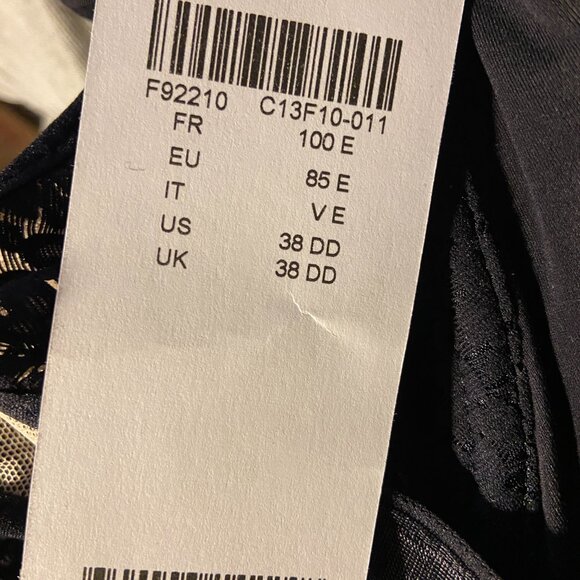 F92210 C13F10-011
FR 100 E
EU 85 E
IT V E
US 38 DD
UK 38 DD